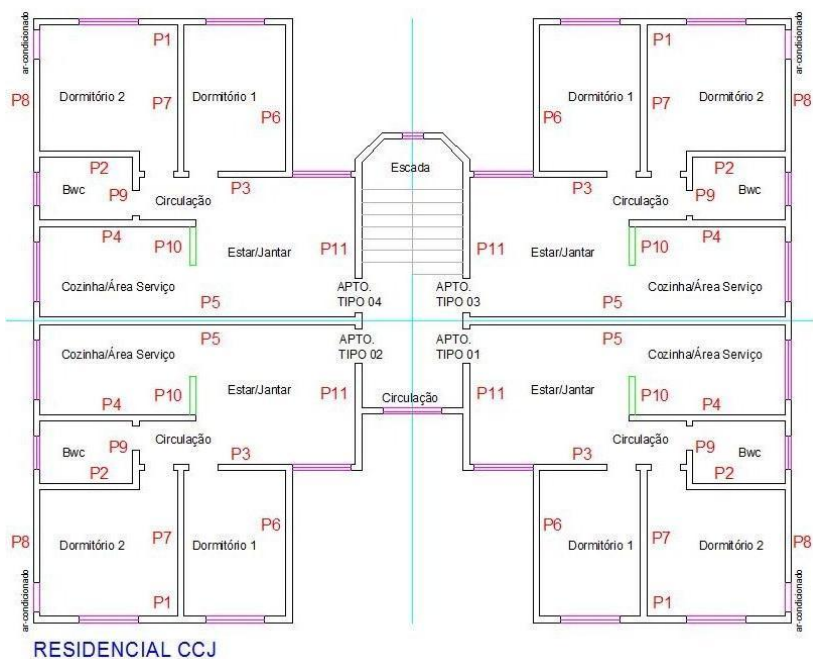 ar-condicionado
P1
P1
ar-condicionado
P8
Dormitório 2
P7
Dormitório 1
P6
P6
Dormitório 1
P7
Dormitório 2
P8
Escada
P2
P3
P3
P2
Bwc
P9
Circulação
Circulação
P9
Bwc
P4
P10
Estar/Jantar
P11
P11
Estar/Jantar
P10
P4
Cozinha/Área Serviço
P5
APTO.
TIPO 04
APTO.
TIPO 03
P5
Cozinha/Área Serviço
Cozinha/Área Serviço
P5
APTO.
TIPO 02
APTO.
TIPO 01
P5
Cozinha/Área Serviço
P4
P10
Estar/Jantar
P11
Circulação
P11
Estar/Jantar
P10
P4
Bwc
P9
Circulação
Circulação
P9
Bwc
P2
P3
P3
P2
P8
Dormitório 2
P7
Dormitório 1
P6
P6
Dormitório 1
P7
Dormitório 2
P8
ar-condicionado
P1
P1
ar-condicionado
RESIDENCIAL CCJ